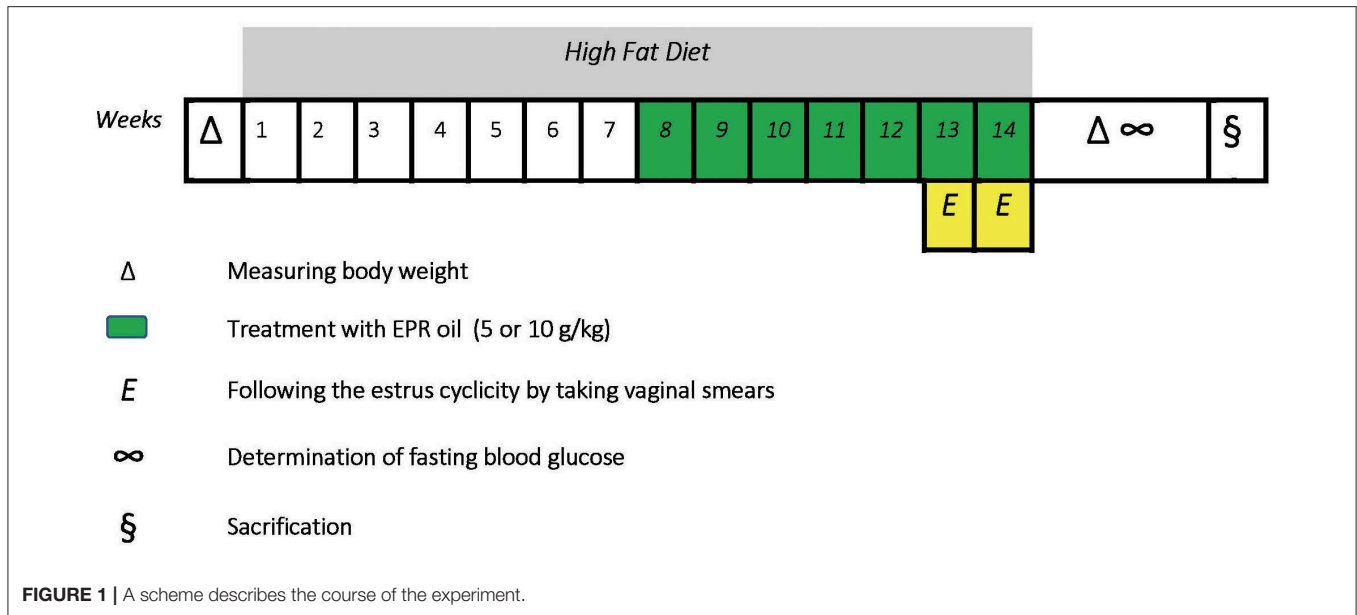 High Fat Diet
Weeks Δ 1 2 3 4 5 6 7 8 9 10 11 12 13 14 Δ ∞ §
E E
Δ Measuring body weight
Treatment with EPR oil (5 or 10 g/kg)
E Following the estrus cyclicity by taking vaginal smears
∞ Determination of fasting blood glucose
§ Sacrification
FIGURE 1 | A scheme describes the course of the experiment.